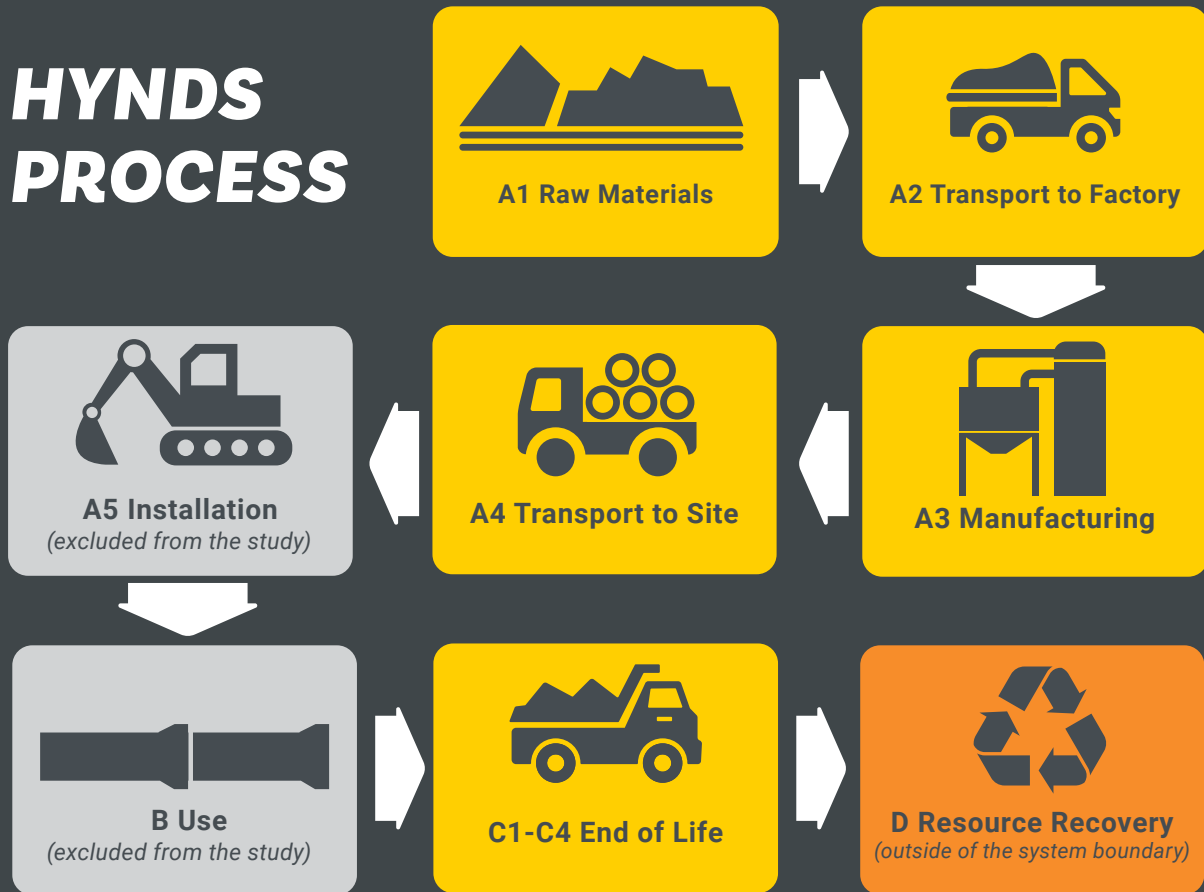 HYNDS
PROCESS
A1 Raw Materials
A2 Transport to Factory
A3 Manufacturing
A4 Transport to Site
A5 Installation
(excluded from the study)
B Use
(excluded from the study)
C1-C4 End of Life
D Resource Recovery
(outside of the system boundary)